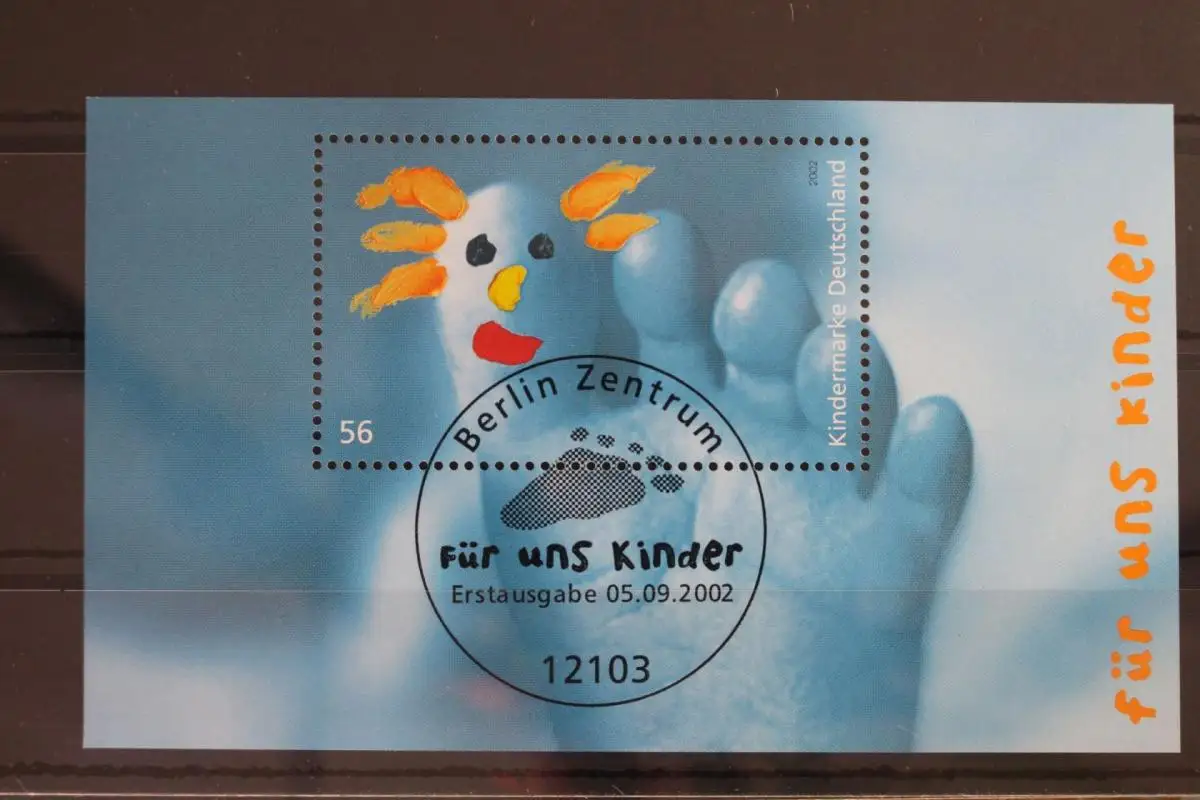 2002
Kindermarke Deutschland
56
Berlin Zentrum
Für uns Kinder
Erstausgabe 05.09.2002
12103
für uns Kinder